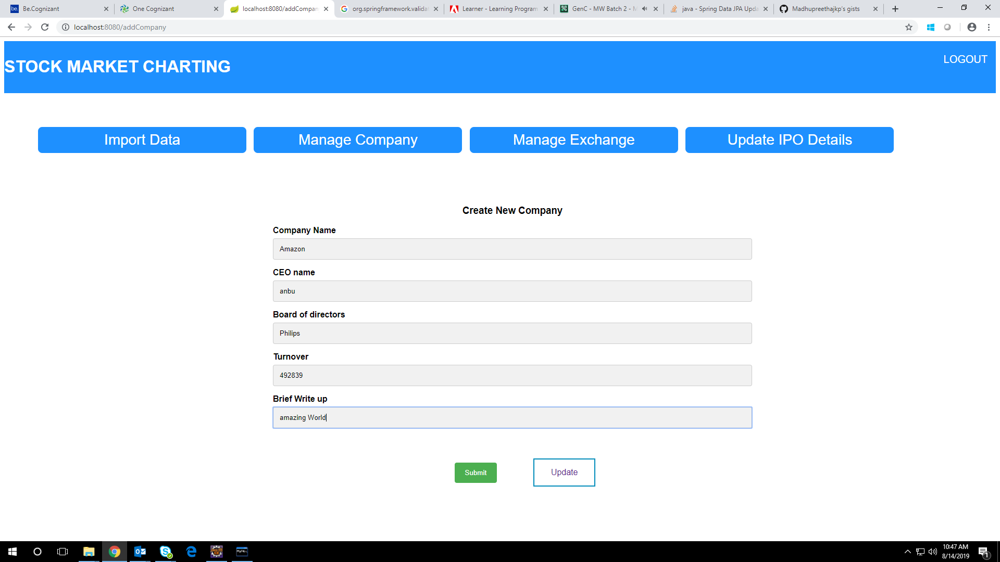 be. Be.Cognizant
One Cognizant
localhost:8080/addCompan
org.springframework.valida
Learner - Learning Program
GenC - MW Batch 2 - M
java - Spring Data JPA Upda
Madhupreethajkp's gists
localhost:8080/addCompany
STOCK MARKET CHARTING
LOGOUT
Import Data
Manage Company
Manage Exchange
Update IPO Details
Create New Company
Company Name
Amazon
CEO name
anbu
Board of directors
Philips
Turnover
492839
Brief Write up
amazing World
Submit
Update
10:47 AM
8/14/2019
1